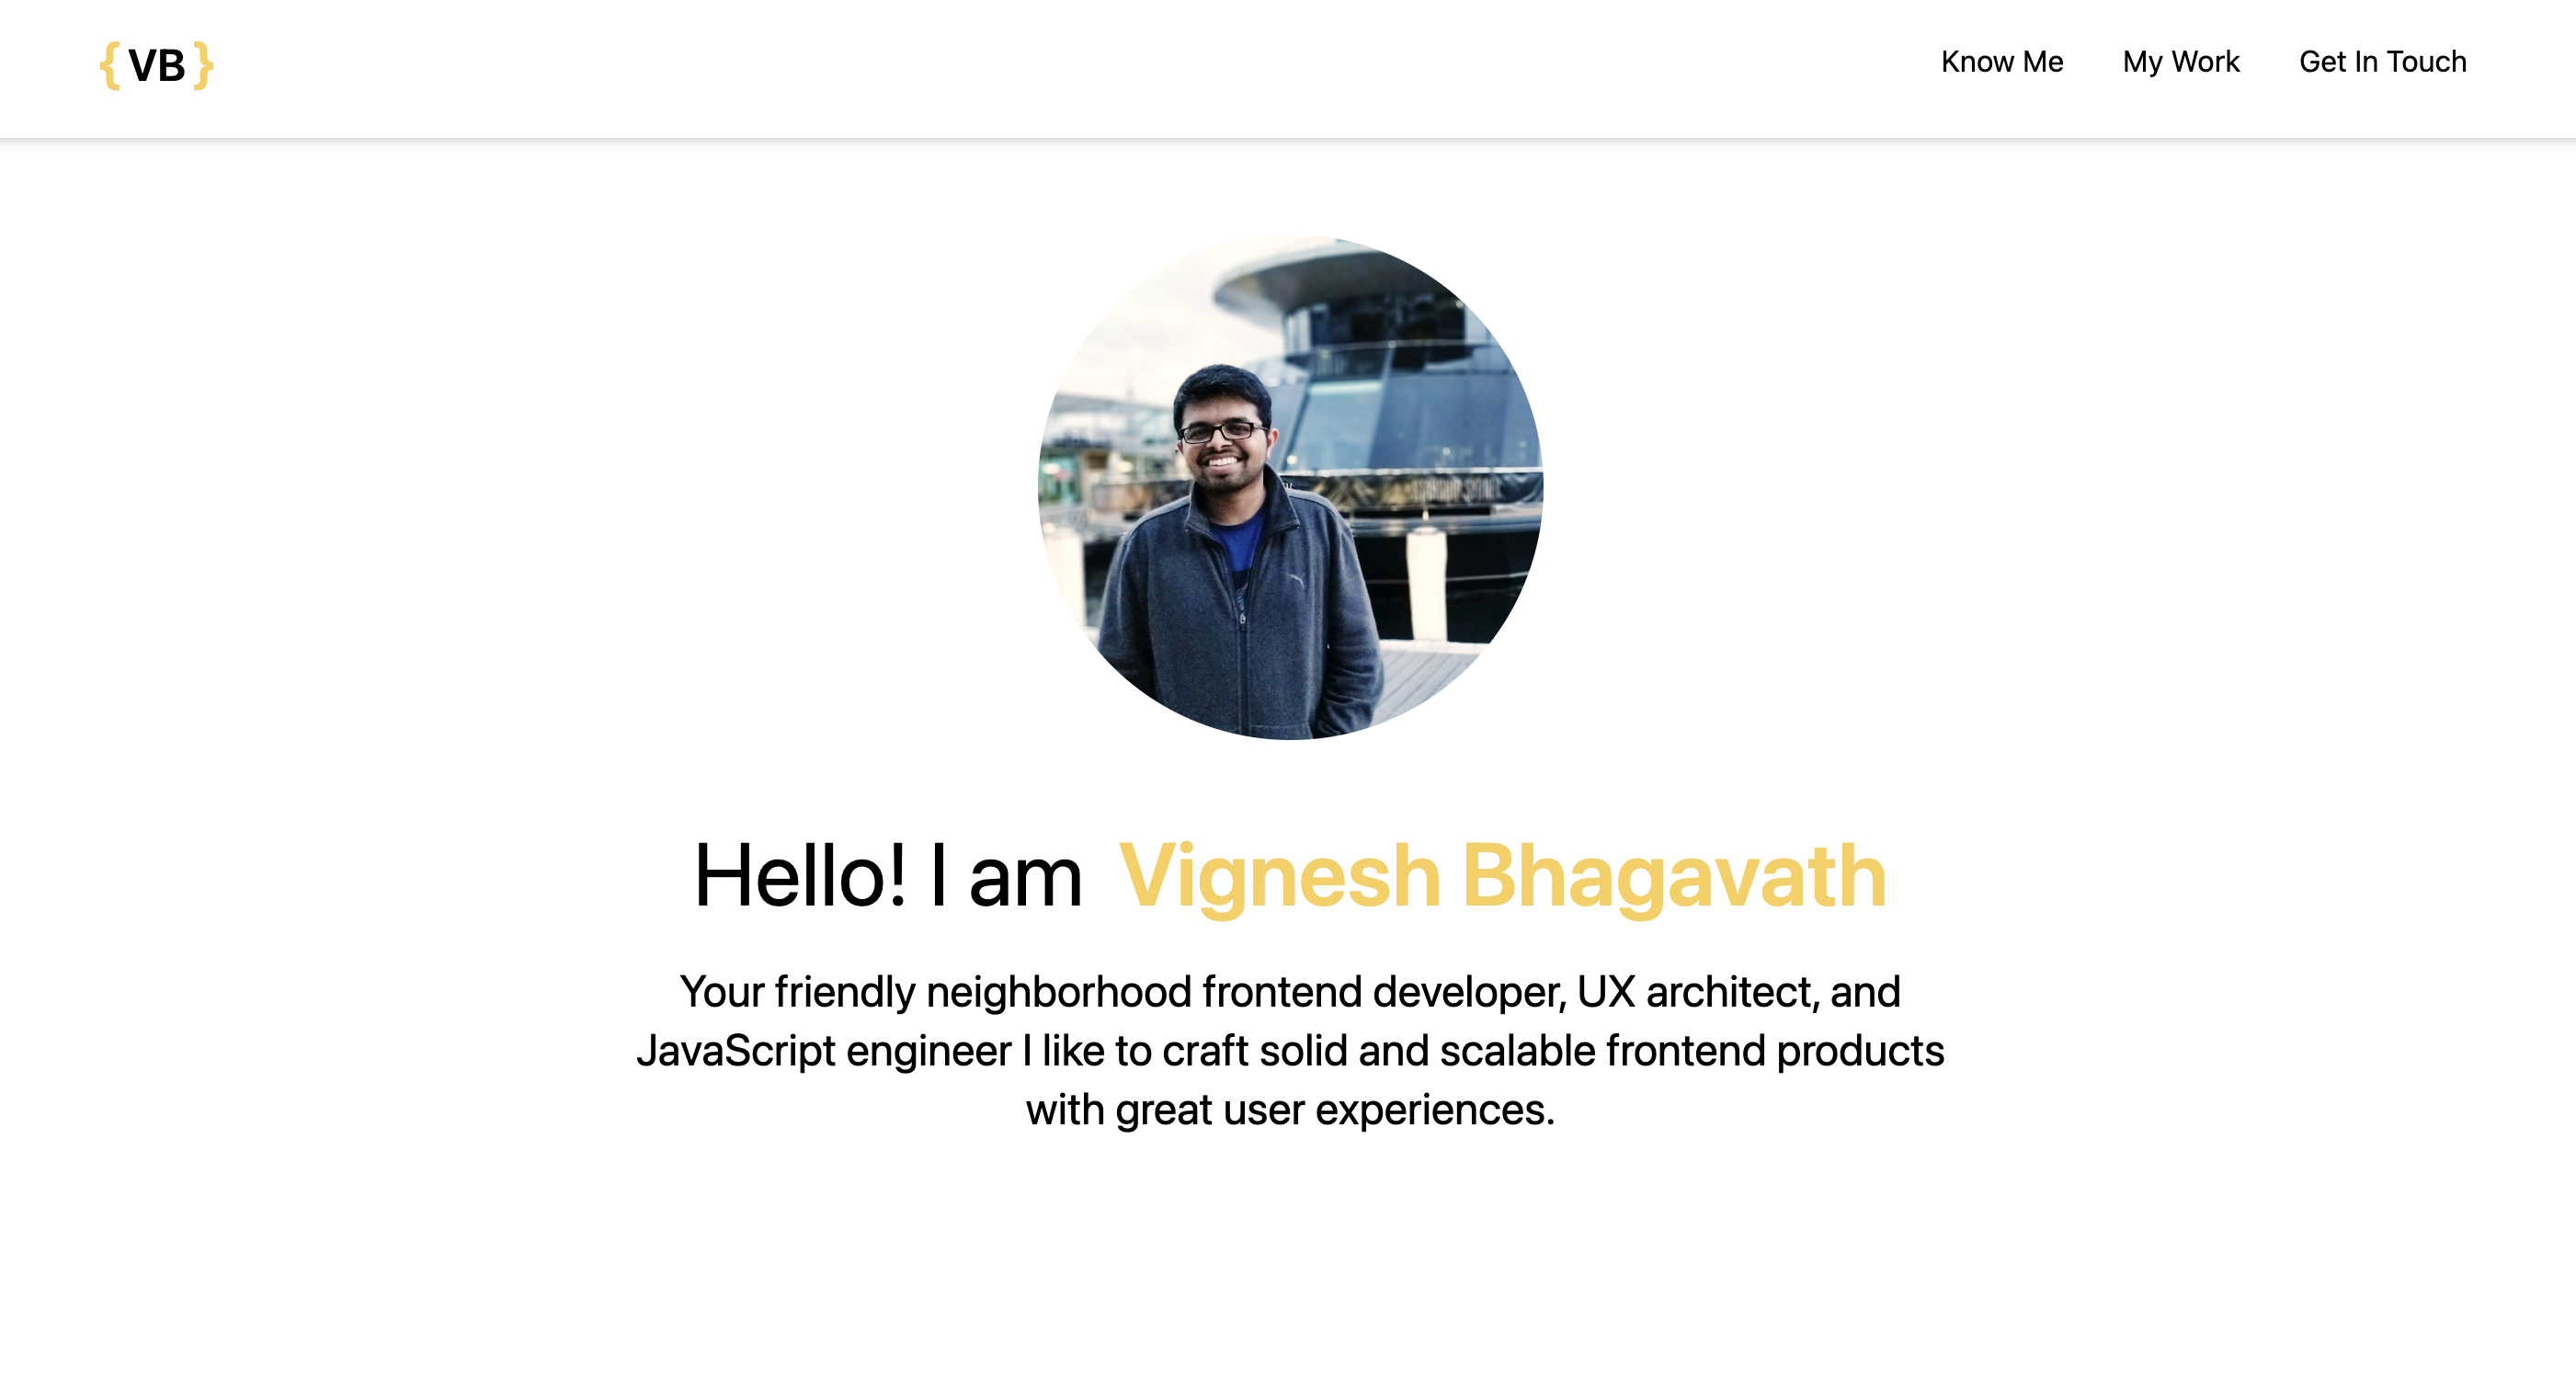 { VB }
Know Me
My Work
Get In Touch
Hello! I am Vignesh Bhagavath
Your friendly neighborhood frontend developer, UX architect, and
JavaScript engineer I like to craft solid and scalable frontend products
with great user experiences.